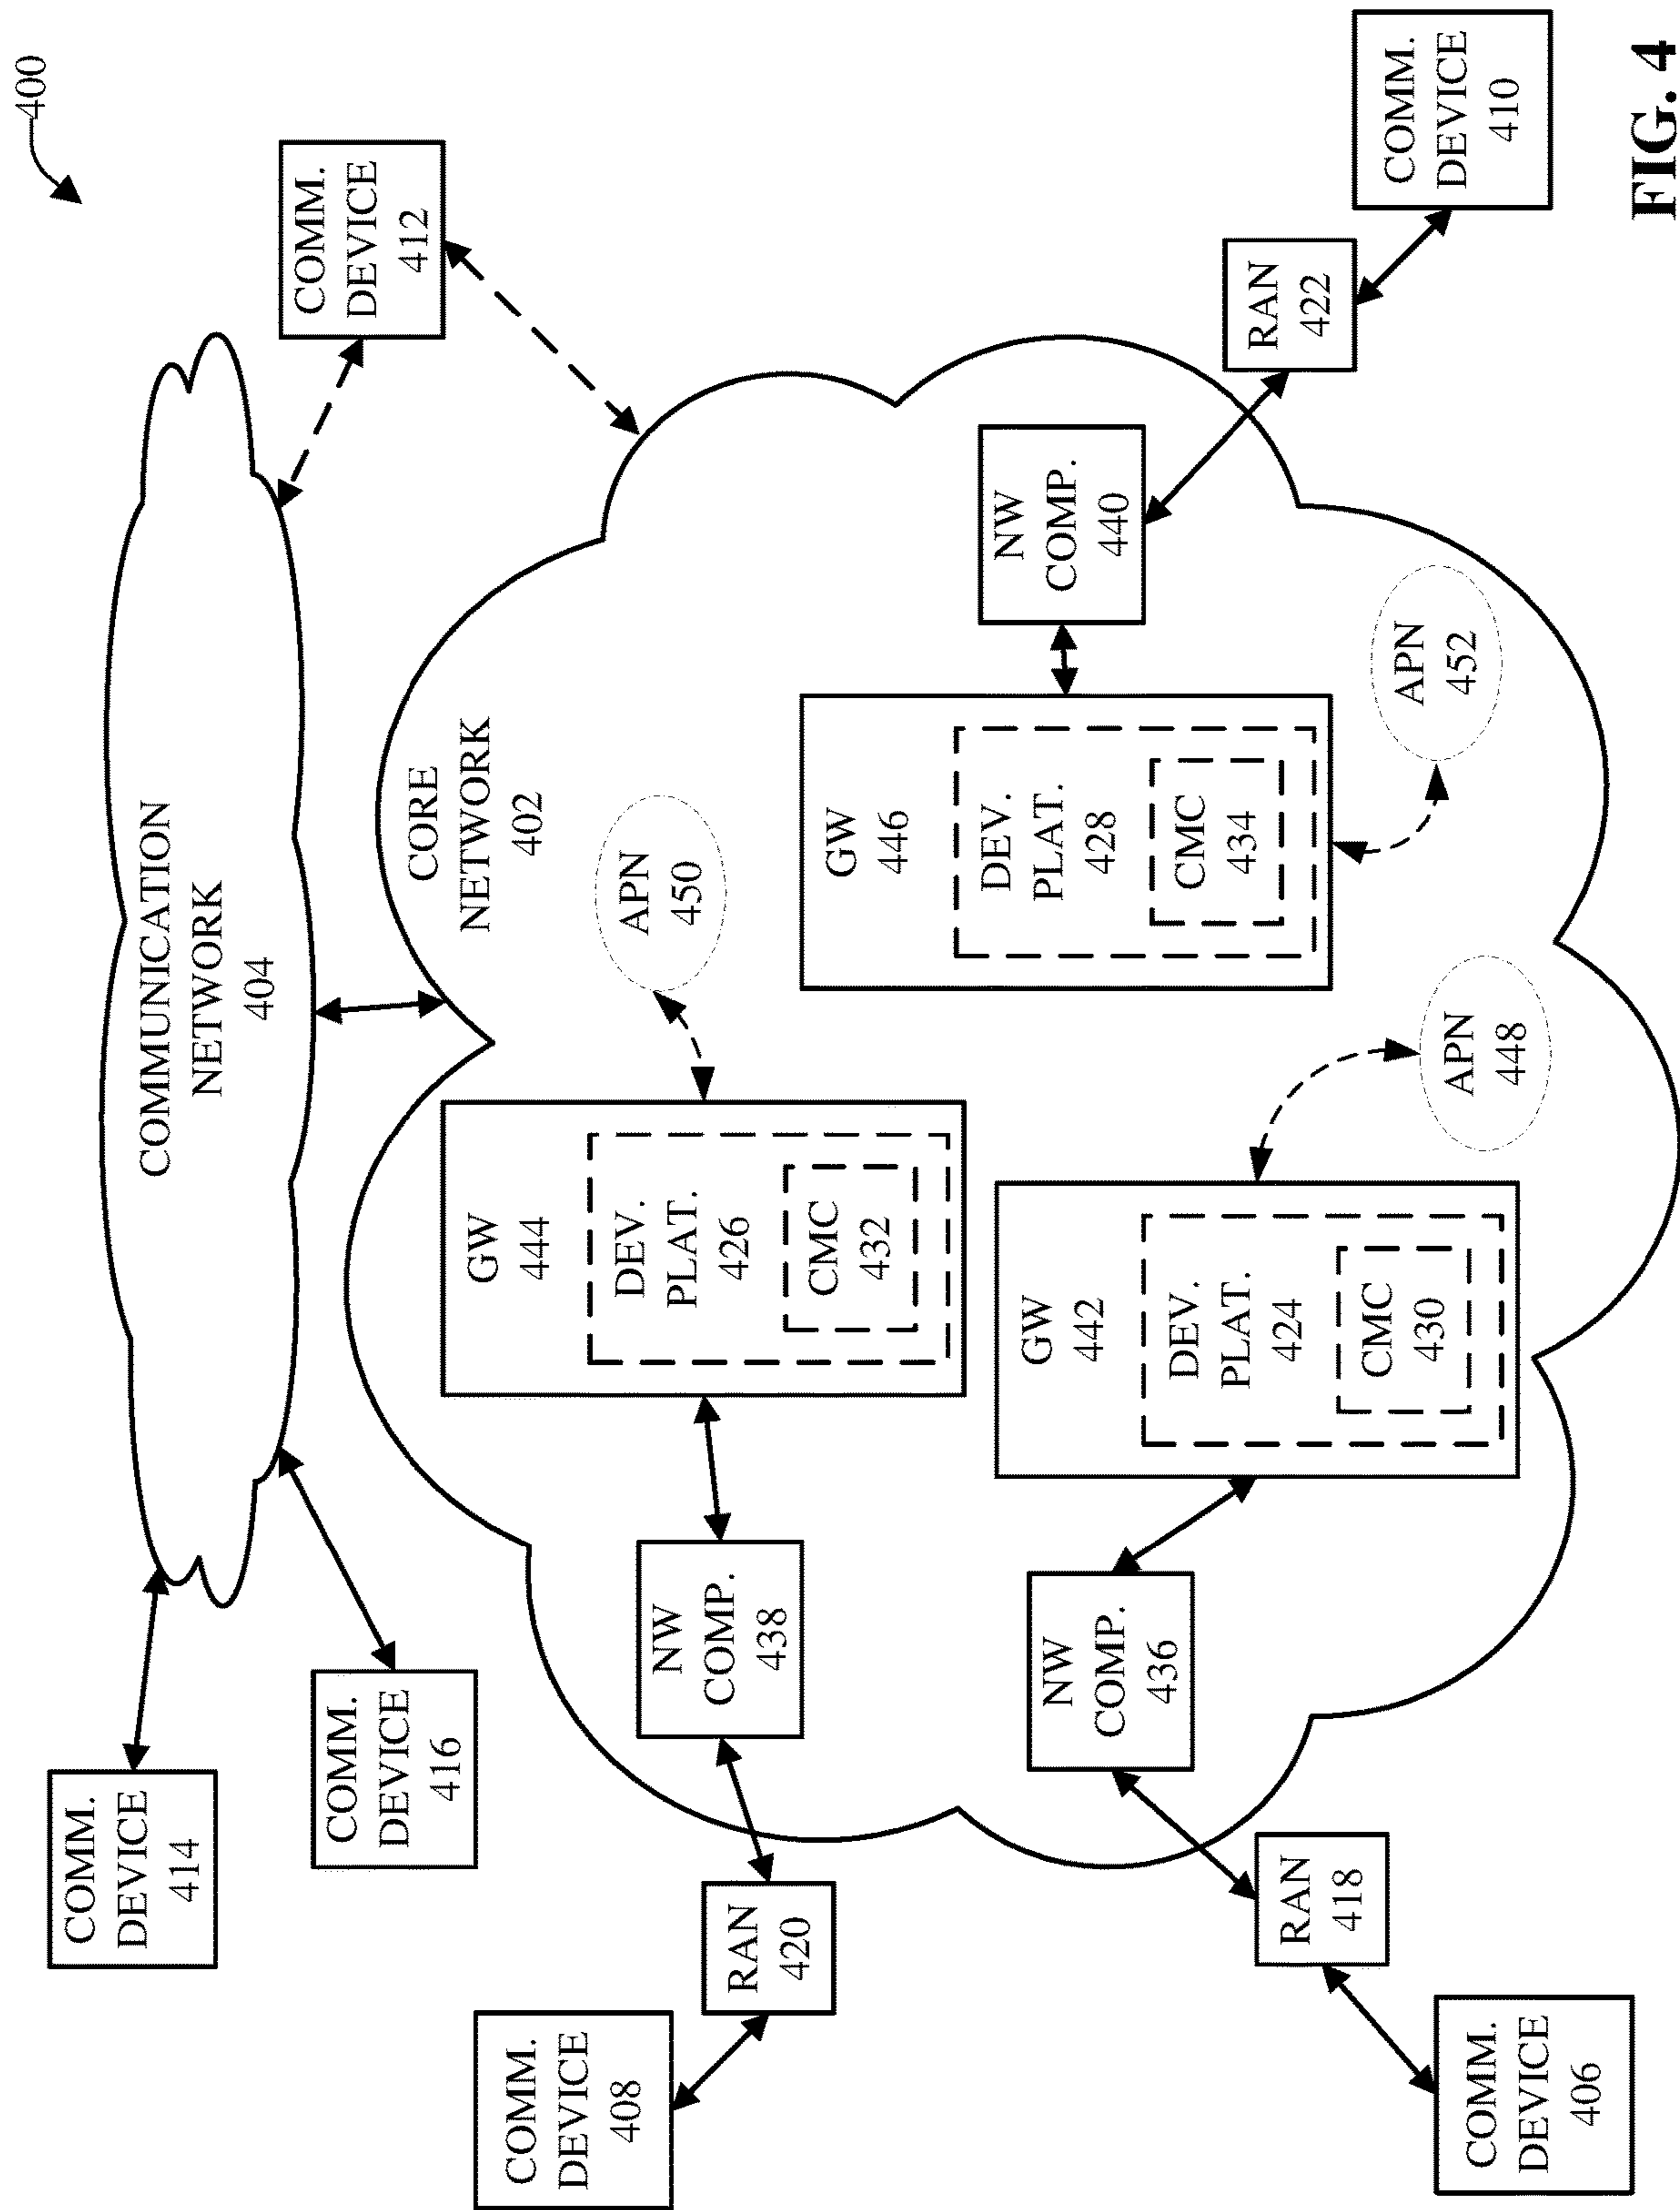 400
COMMUNICATION
NETWORK
404
COMM.
DEVICE
414
COMM.
DEVICE
416
COMM.
DEVICE
412
CORE
NETWORK
402
COMM.
DEVICE
408
RAN
420
NW
COMP.
438
GW
444
DEV.
PLAT.
426
CMC
432
APN
450
GW
446
DEV.
PLAT.
428
CMC
434
NW
COMP.
440
RAN
422
COMM.
DEVICE
410
APN
452
COMM.
DEVICE
406
RAN
418
NW
COMP.
436
GW
442
DEV.
PLAT.
424
CMC
430
APN
448
FIG. 4